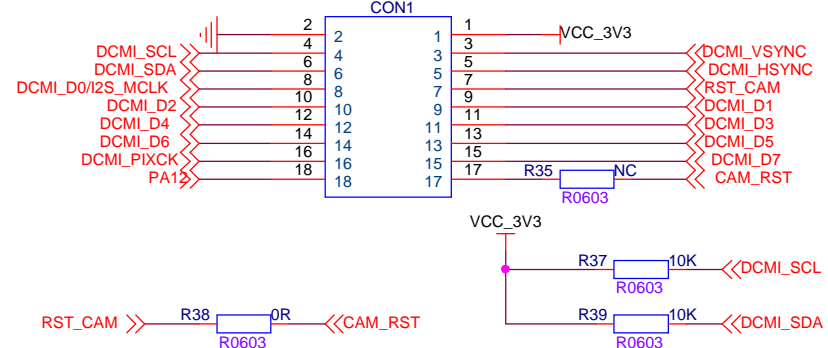 CON1
2 2 1 1 VCC_3V3
DCMI_SCL 4 4 3 3 DCMI_VSYNC
DCMI_SDA 6 6 5 5 DCMI_HSYNC
DCMI_D0/I2S_MCLK 8 8 7 7 RST_CAM
DCMI_D2 10 10 9 9 DCMI_D1
DCMI_D4 12 12 11 11 DCMI_D3
DCMI_D6 14 14 13 13 DCMI_D5
DCMI_PIXCK 16 16 15 15 DCMI_D7
PA12 18 18 17 17 R35 NC CAM_RST
R0603
VCC_3V3
R37 10K DCMI_SCL
R0603
RST_CAM R38 0R CAM_RST
R0603
R39 10K DCMI_SDA
R0603